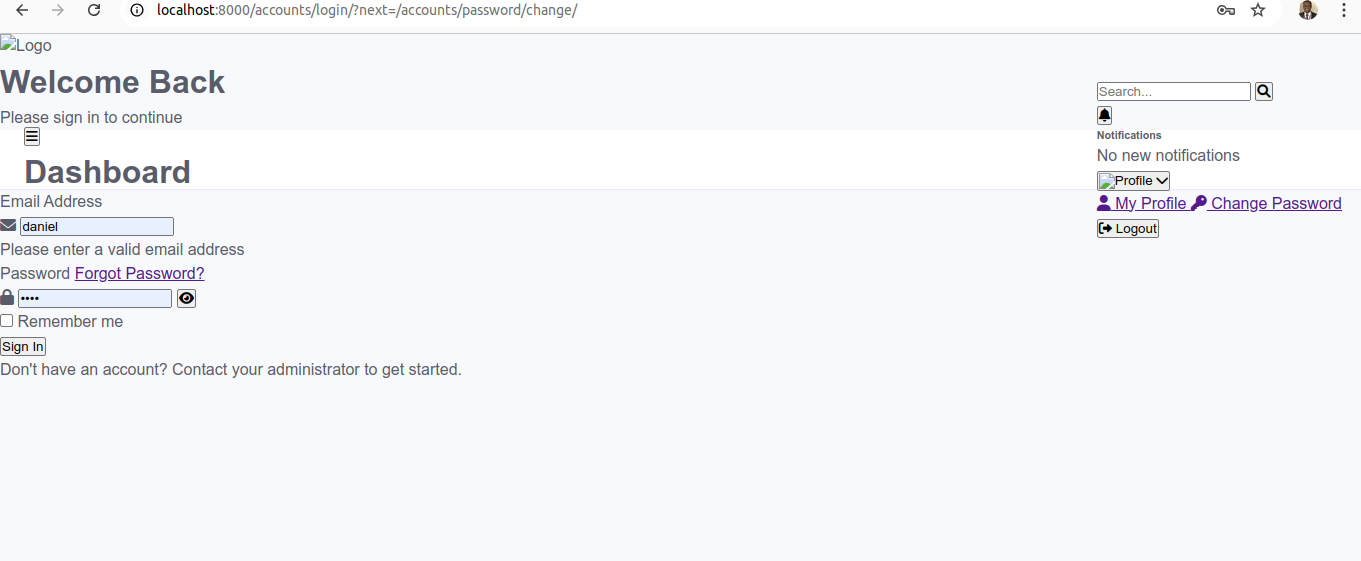 localhost:8000/accounts/login/?next=/accounts/password/change/
Logo
Welcome Back
Please sign in to continue
Dashboard
Search...
Notifications
No new notifications
Profile
My Profile Change Password
Logout
Email Address
daniel
Please enter a valid email address
Password Forgot Password?
••••
Remember me
Sign In
Don't have an account? Contact your administrator to get started.